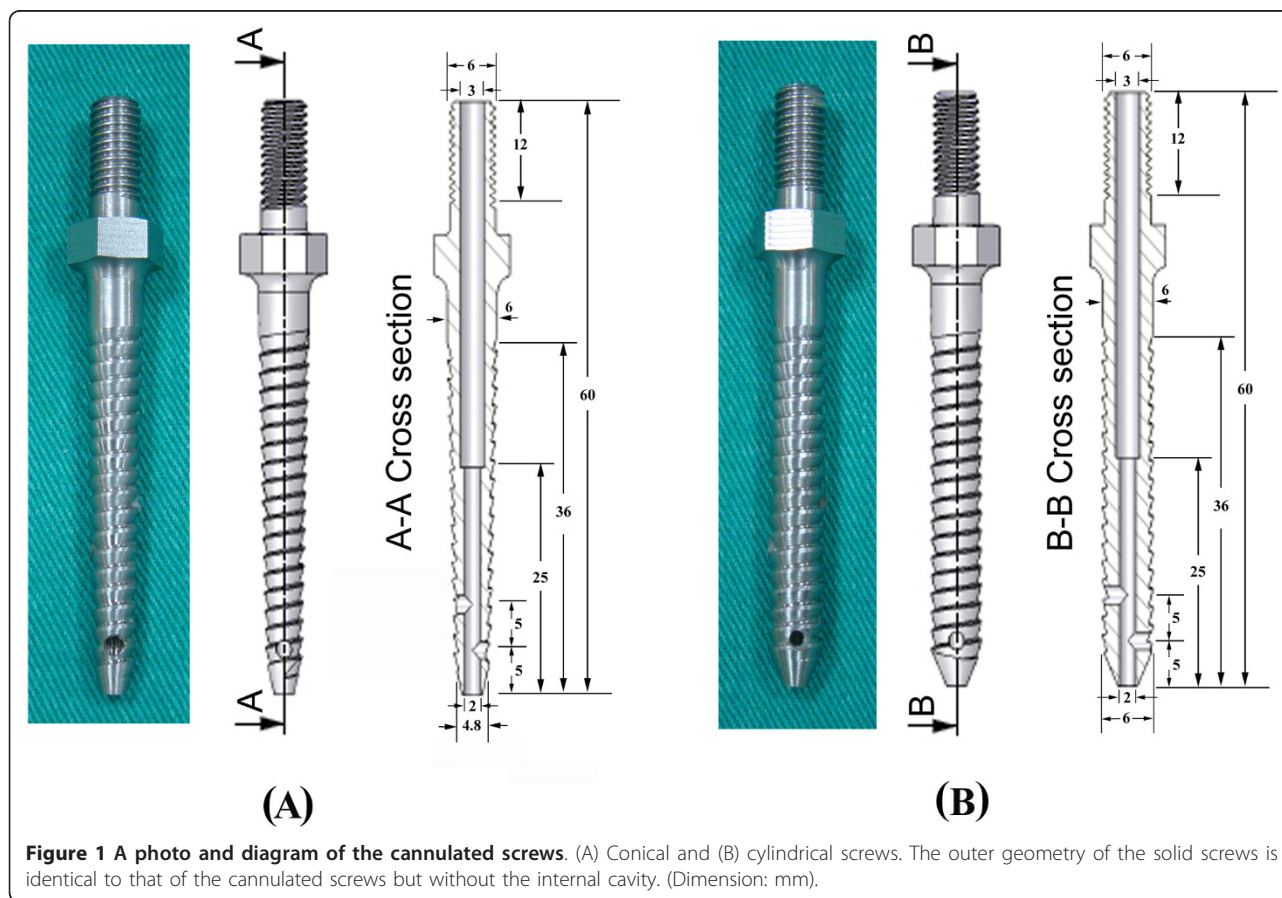 A
6
3
12
6
A-A Cross section
60
36
25
5
5
2
4.8
A
(A)
B
6
3
12
6
B-B Cross section
60
36
25
5
5
2
6
B
(B)
Figure 1 A photo and diagram of the cannulated screws. (A) Conical and (B) cylindrical screws. The outer geometry of the solid screws is
identical to that of the cannulated screws but without the internal cavity. (Dimension: mm).